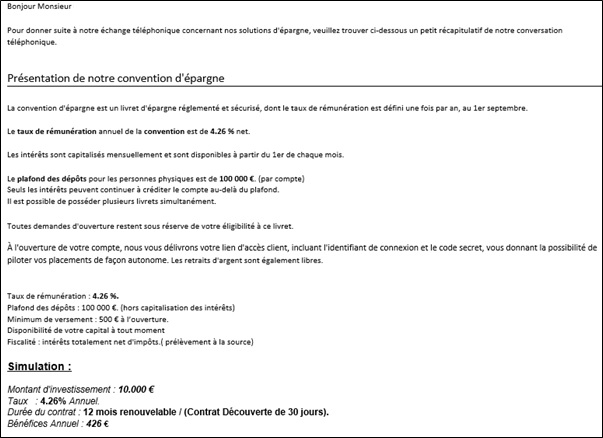 Bonjour Monsieur
Pour donner suite à notre échange téléphonique concernant nos solutions d'épargne, veuillez trouver ci-dessous un petit récapitulatif de notre conversation
téléphonique.
Présentation de notre convention d'épargne
La convention d'épargne est un livret d'épargne réglementé et sécurisé, dont le taux de rémunération est défini une fois par an, au 1er septembre.
Le taux de rémunération annuel de la convention est de 4.26 % net.
Les intérêts sont capitalisés mensuellement et sont disponibles à partir du 1er de chaque mois.
Le plafond des dépôts pour les personnes physiques est de 100 000 €. (par compte)
Seuls les intérêts peuvent continuer à créditer le compte au-delà du plafond.
Il est possible de posséder plusieurs livrets simultanément.
Toutes demandes d'ouverture restent sous réserve de votre éligibilité à ce livret.
À l'ouverture de votre compte, nous vous délivrons votre lien d'accès client, incluant l'identifiant de connexion et le code secret, vous donnant la possibilité de
piloter vos placements de façon autonome. Les retraits d'argent sont également libres.
Taux de rémunération : 4.26 %.
Plafond des dépôts : 100 000 €. (hors capitalisation des intérêts)
Minimum de versement : 500 € à l'ouverture.
Disponibilité de votre capital à tout moment
Fiscalité : intérêts totalement net d'impôts.( prélèvement à la source)
Simulation :
Montant d'investissement : 10.000 €
Taux : 4.26% Annuel.
Durée du contrat : 12 mois renouvelable / (Contrat Découverte de 30 jours).
Bénéfices Annuel : 426 €